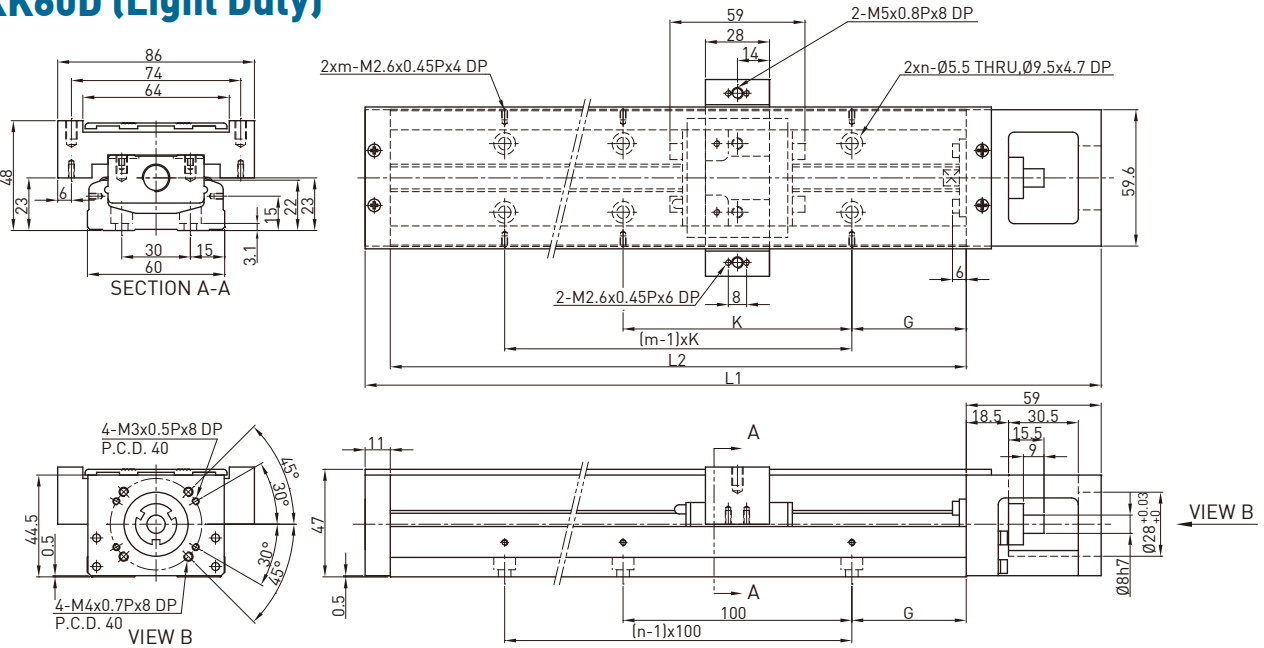 KK60D (Light Duty)
86
74
64
48
23
6
30
15
60
15
22
23
3.1
SECTION A-A
59
28
14
2-M5x0.8Px8 DP
2xm-M2.6x0.45Px4 DP
2xn-Ø5.5 THRU,Ø9.5x4.7 DP
59.6
6
2-M2.6x0.45Px6 DP
8
K
G
(m-1)xK
L2
L1
4-M3x0.5Px8 DP
P.C.D. 40
45°
30°
30°
45°
44.5
0.5
4-M4x0.7Px8 DP
P.C.D. 40
VIEW B
11
47
0.5
A
A
100
G
(n-1)x100
59
18.5
30.5
15.5
9
Ø8h7
Ø28 +0.03 +0
VIEW B